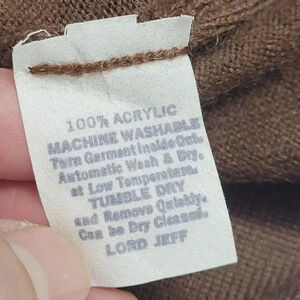 100% ACRYLIC
MACHINE WASHABLE
Turn Garment Inside Out.
Automatic Wash & Dry.
at Low Temperature.
TUMBLE DRY
and Remove Quickly.
Can be Dry Cleaned.
LORD JEFF